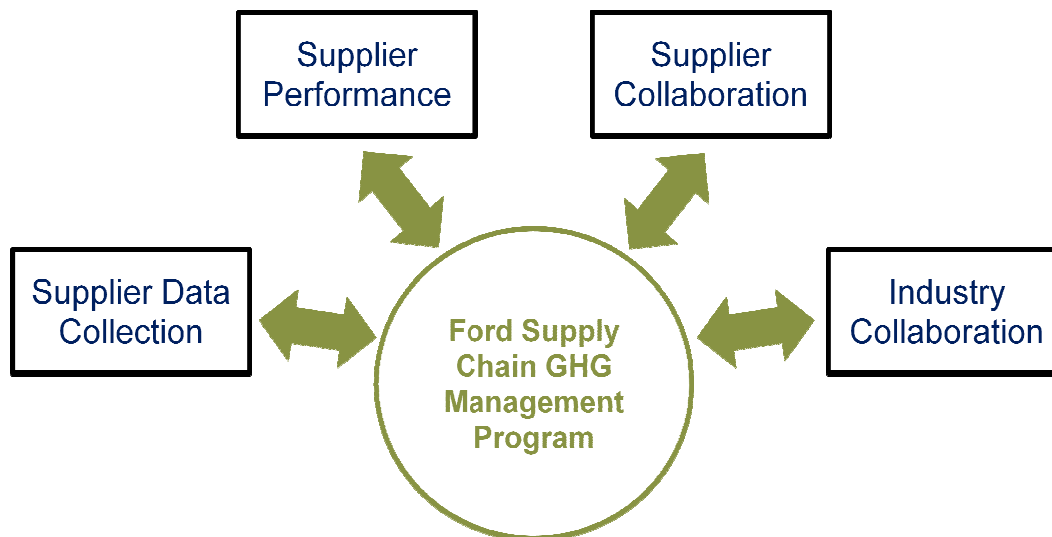 Supplier
Performance
Supplier
Collaboration
Supplier Data
Collection
Industry
Collaboration
Ford Supply
Chain GHG
Management
Program